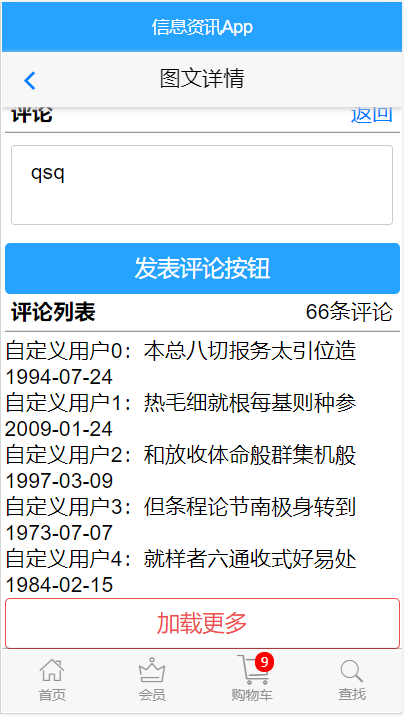 信息资讯App
图文详情
评论 返回
qsq
发表评论按钮
评论列表 66条评论
自定义用户0：本总八切报务太引位造
1994-07-24
自定义用户1：热毛细就根每基则种参
2009-01-24
自定义用户2：和放收体命般群集机般
1997-03-09
自定义用户3：但条程论节南极身转到
1973-07-07
自定义用户4：就样者六通收式好易处
1984-02-15
加载更多
9
首页 会员 购物车 查找